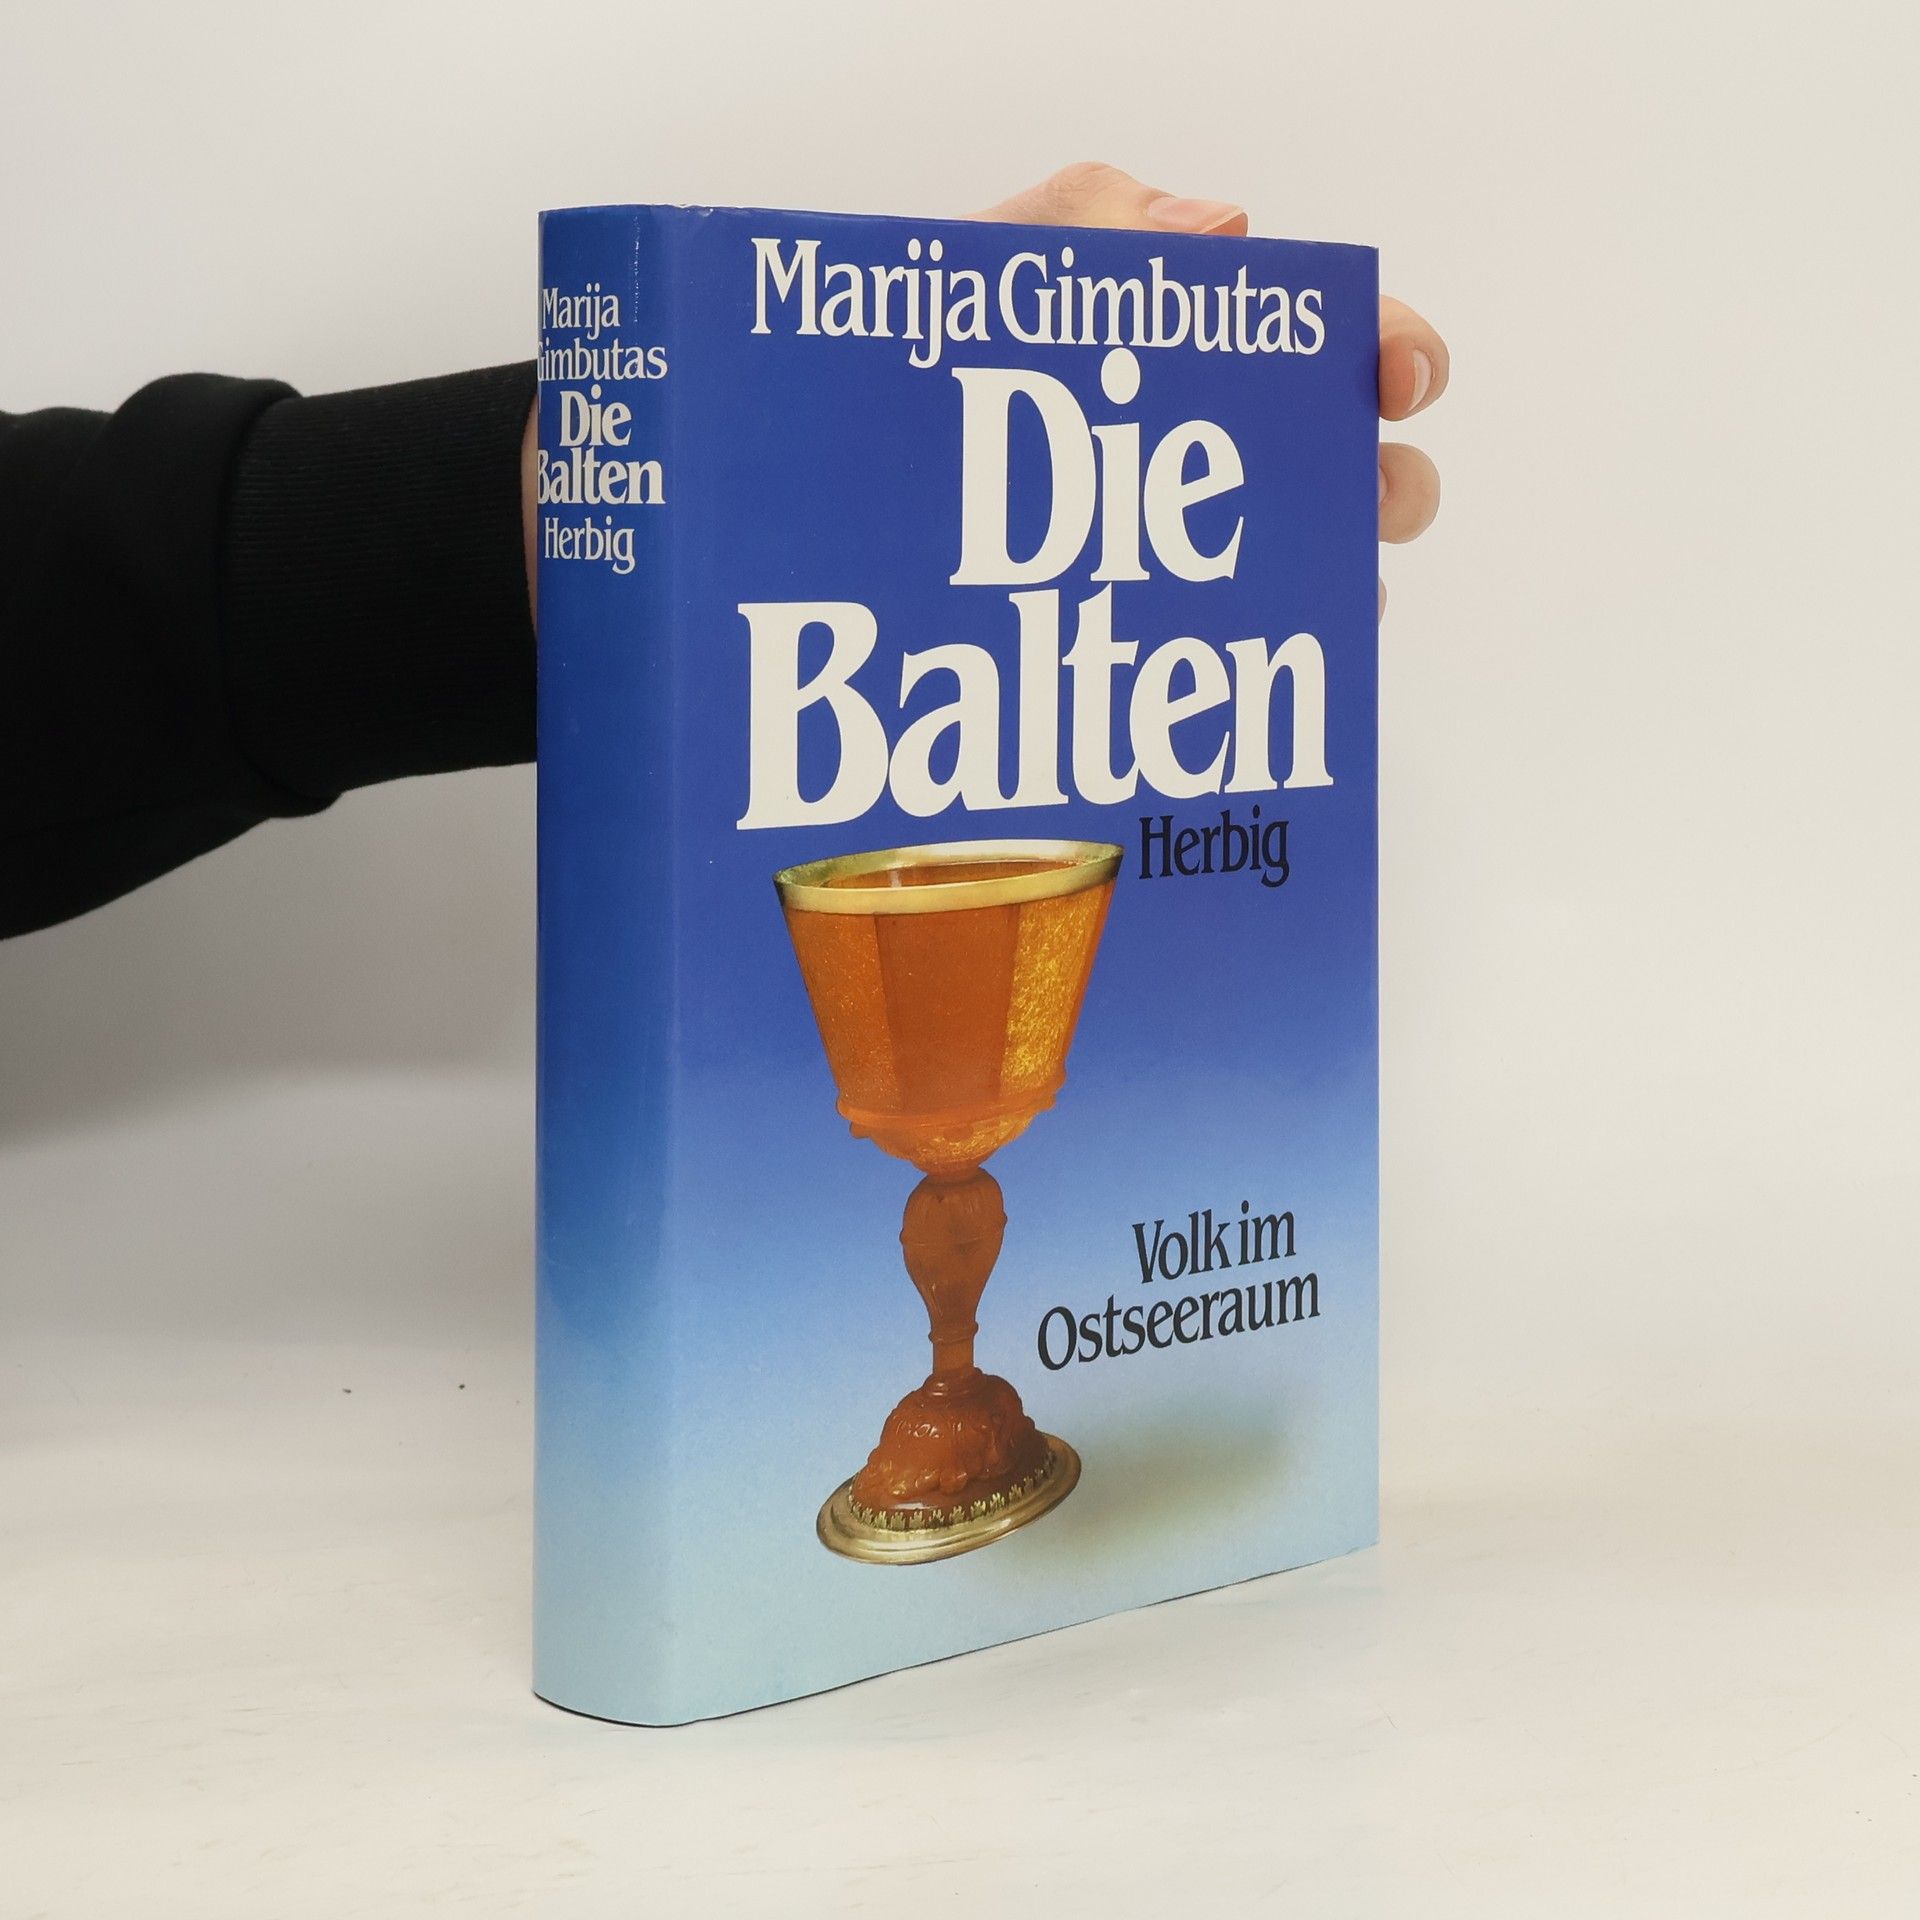 Marija
Gimbutas
Die
Balten
Herbig
Marija Gimbutas
Die
Balten
Herbig
Volk im
Ostseeraum